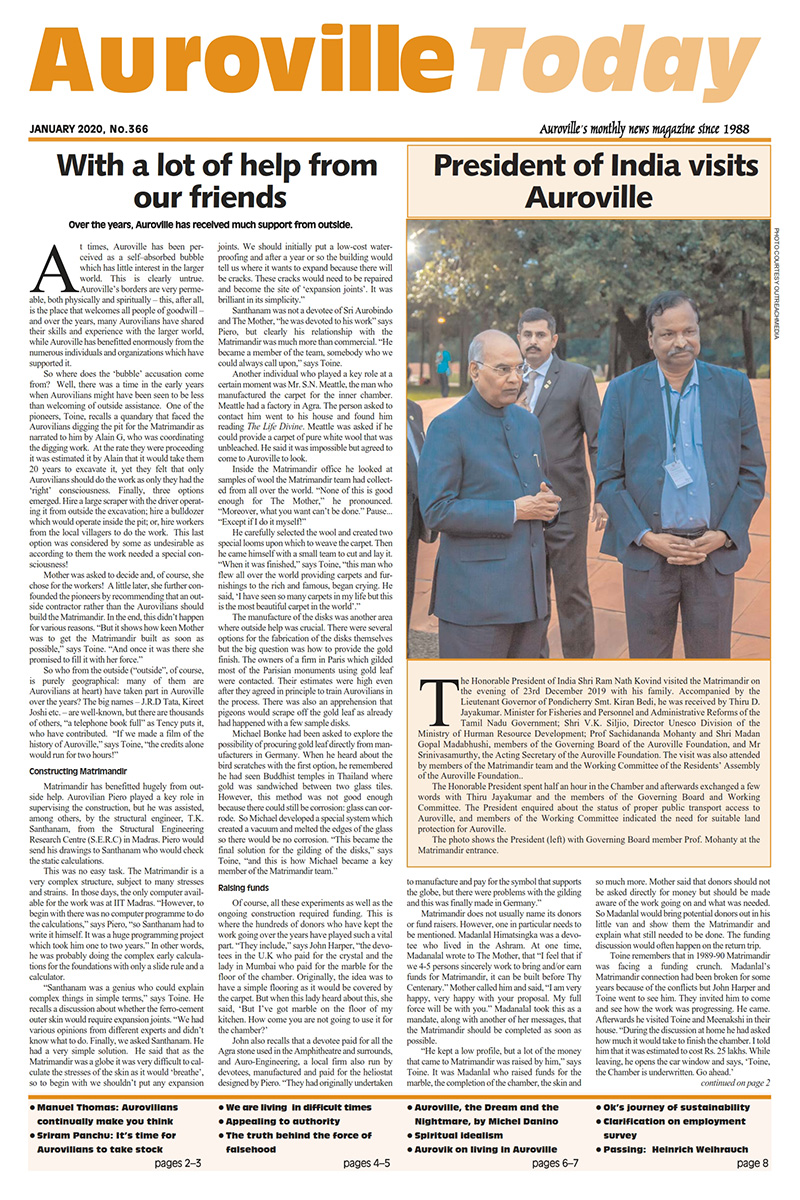 Auroville Today
JANUARY 2020, No.366
Auroville's monthly news magazine since 1988
With a lot of help from
our friends
Over the years, Auroville has received much support from outside.
At times, Auroville has been per-
ceived as a self-absorbed bubble
which has little interest in the larger
world. This is clearly untrue.
Auroville's borders are very perme-
able, both physically and spiritually – this, after all,
is the place that welcomes all people of goodwill –
and over the years, many Aurovilians have shared
their skills and experience with the larger world,
while Auroville has benefitted enormously from the
numerous individuals and organizations which have
supported it.
So where does the 'bubble' accusation come
from? Well, there was a time in the early years
when Aurovilians might have been seen to be less
than welcoming of outside assistance. One of the
pioneers, Toine, recalls a quandary that faced the
Aurovilians digging the pit for the Matrimandir as
narrated to him by Alain G, who was coordinating
the digging work. At the rate they were proceeding
it was estimated it by Alain that it would take them
20 years to excavate it, yet they felt that only
Aurovilians should do the work as only they had the
'right' consciousness. Finally, three options
emerged. Hire a large scraper with the driver operat-
ing it from outside the excavation; hire a bulldozer
which would operate inside the pit; or, hire workers
from the local villagers to do the work. This last
option was considered by some as undesirable as
according to them the work needed a special con-
sciousness!
Mother was asked to decide and, of course, she
chose for the workers! A little later, she further con-
founded the pioneers by recommending that an out-
side contractor rather than the Aurovilians should
build the Matrimandir. In the end, this didn't happen
for various reasons. "But it shows how keen Mother
was to get the Matrimandir built as soon as
possible," says Toine. "And once it was there she
promised to fill it with her force."
So who from the outside ("outside", of course,
is purely geographical: many of them are
Aurovilians at heart) have taken part in Auroville
over the years? The big names – J.R.D Tata, Kireet
Joshi etc. – are well-known, but there are thousands
of others, "a telephone book full" as Tency puts it,
who have contributed. "If we made a film of the
history of Auroville," says Toine, "the credits alone
would run for two hours!"
Constructing Matrimandir
Matrimandir has benefitted hugely from out-
side help. Aurovilian Piero played a key role in
supervising the construction, but he was assisted,
among others, by the structural engineer, T.K.
Santhanam, from the Structural Engineering
Research Centre (S.E.R.C) in Madras. Piero would
send his drawings to Santhanam who would check
the static calculations.
This was no easy task. The Matrimandir is a
very complex structure, subject to many stresses
and strains. In those days, the only computer avail-
able for the work was at IIT Madras. "However, to
begin with there was no computer programme to do
the calculations," says Piero, "so Santhanam had to
write it himself. It was a huge programming project
which took him one to two years." In other words,
he was probably doing the complex early calcula-
tions for the foundations with only a slide rule and a
calculator.
"Santhanam was a genius who could explain
complex things in simple terms," says Toine. He
recalls a discussion about whether the ferro-cement
outer skin would require expansion joints. "We had
various opinions from different experts and didn't
know what to do. Finally, we asked Santhanam. He
had a very simple solution. He said that as the
Matrimandir was a globe it was very difficult to cal-
culate the stresses of the skin as it would 'breathe',
so to begin with we shouldn't put any expansion
joints. We should initially put a low-cost water-
proofing and after a year or so the building would
tell us where it wants to expand because there will
be cracks. These cracks would need to be repaired
and become the site of 'expansion joints'. It was
brilliant in its simplicity."
Santhanam was not a devotee of Sri Aurobindo
and The Mother, "he was devoted to his work" says
Piero, but clearly his relationship with the
Matrimandir was much more than commercial. "He
became a member of the team, somebody who we
could always call upon," says Toine.
Another individual who played a key role at a
certain moment was Mr. S.N. Meattle, the man who
manufactured the carpet for the inner chamber.
Meattle had a factory in Agra. The person asked to
contact him went to his house and found him
reading The Life Divine. Meattle was asked if he
could provide a carpet of pure white wool that was
unbleached. He said it was impossible but agreed to
come to Auroville to look.
Inside the Matrimandir office he looked at
samples of wool the Matrimandir team had collect-
ed from all over the world. "None of this is good
enough for The Mother," he pronounced.
"Moreover, what you want can't be done." Pause...
"Except if I do it myself!"
He carefully selected the wool and created two
special looms upon which to weave the carpet. Then
he came himself with a small team to cut and lay it.
"When it was finished," says Toine, "this man who
flew all over the world providing carpets and fur-
nishings to the rich and famous, began crying. He
said, 'I have seen so many carpets in my life but this
is the most beautiful carpet in the world'."
The manufacture of the disks was another area
where outside help was crucial. There were several
options for the fabrication of the disks themselves
but the big question was how to provide the gold
finish. The owners of a firm in Paris which gilded
most of the Parisian monuments using gold leaf
were contacted. Their estimates were high even
after they agreed in principle to train Aurovilians in
the process. There was also an apprehension that
pigeons would scrape off the gold leaf as already
had happened with a few sample disks.
Michael Bonke had been asked to explore the
possibility of procuring gold leaf directly from man-
ufacturers in Germany. When he heard about the
bird scratches with the first option, he remembered
he had seen Buddhist temples in Thailand where
gold was sandwiched between two glass tiles.
However, this method was not good enough
because there could still be corrosion: glass can cor-
rode. So Michael developed a special system which
created a vacuum and melted the edges of the glass
so there would be no corrosion. "This became the
final solution for the gilding of the disks," says
Toine, "and this is how Michael became a key
member of the Matrimandir team."
Raising funds
Of course, all these experiments as well as the
ongoing construction required funding. This is
where the hundreds of donors who have kept the
work going over the years have played such a vital
part. "They include," says John Harper, "the devo-
tees in the U.K who paid for the crystal and the
lady in Mumbai who paid for the marble for the
floor of the chamber. Originally, the idea was to
have a simple flooring as it would be covered by
the carpet. But when this lady heard about this, she
said, 'But I've got marble on the floor of my
kitchen. How come you are not going to use it for
the chamber?'
John also recalls that a devotee paid for all the
Agra stone used in the Amphitheatre and surrounds,
and Auro-Engineering, a local firm also run by
devotees, manufactured and paid for the heliostat
designed by Piero. "They had originally undertaken
President of India visits
Auroville
PHOTO COURTESY OUTREACHMEDIA
The Honorable President of India Shri Ram Nath Kovind visited the Matrimandir on
the evening of 23rd December 2019 with his family. Accompanied by the
Lieutenant Governor of Pondicherry Smt. Kiran Bedi, he was received by Thiru D.
Jayakumar. Minister for Fisheries and Personnel and Administrative Reforms of the
Tamil Nadu Government; Shri V.K. Siljio, Director Unesco Division of the
Ministry of Hurman Resource Development; Prof Sachidananda Mohanty and Shri Madan
Gopal Madabhushi, members of the Governing Board of the Auroville Foundation, and Mr
Srinivasamurthy, the Acting Secretary of the Auroville Foundation. The visit was also attended
by members of the Matrimandir team and the Working Committee of the Residents' Assembly
of the Auroville Foundation..
The Honorable President spent half an hour in the Chamber and afterwards exchanged a few
words with Thiru Jayakumar and the members of the Governing Board and Working
Committee. The President enquired about the status of proper public transport access to
Auroville, and members of the Working Committee indicated the need for suitable land
protection for Auroville.
The photo shows the President (left) with Governing Board member Prof. Mohanty at the
Matrimandir entrance.
to manufacture and pay for the symbol that supports
the globe, but there were problems with the gilding
and this was finally made in Germany."
Matrimandir does not usually name its donors
or fund raisers. However, one in particular needs to
be mentioned. Madanlal Himatsingka was a devo-
tee who lived in the Ashram. At one time,
Madanalal wrote to The Mother, that "I feel that if
we 4-5 persons sincerely work to bring and/or earn
funds for Matrimandir, it can be built before Thy
Centenary." Mother called him and said, "I am very
happy, very happy with your proposal. My full
force will be with you." Madanalal took this as a
mandate, along with another of her messages, that
the Matrimandir should be completed as soon as
possible.
"He kept a low profile, but a lot of the money
that came to Matrimandir was raised by him," says
Toine. It was Madanlal who raised funds for the
marble, the completion of the chamber, the skin and
so much more. Mother said that donors should not
be asked directly for money but should be made
aware of the work going on and what was needed.
So Madanlal would bring potential donors out in his
little van and show them the Matrimandir and
explain what still needed to be done. The funding
discussion would often happen on the return trip.
Toine remembers that in 1989-90 Matrimandir
was facing a funding crunch. Madanlal's
Matrimandir connection had been broken for some
years because of the conflicts but John Harper and
Toine went to see him. They invited him to come
and see how the work was progressing. He came.
Afterwards he visited Toine and Meenakshi in their
house. "During the discussion at home he had asked
how much it would take to finish the chamber. I told
him that it was estimated to cost Rs. 25 lakhs. While
leaving, he opens the car window and says, 'Toine,
the Chamber is underwritten. Go ahead.'
continued on page 2
• Manuel Thomas: Aurovilians
continually make you think
• Sriram Panchu: It's time for
Aurovilians to take stock
pages 2–3
• We are living in difficult times
• Appealing to authority
• The truth behind the force of
falsehood
pages 4–5
• Auroville, the Dream and the
Nightmare, by Michel Danino
• Spiritual idealism
• Aurovik on living in Auroville
pages 6–7
• Ok's journey of sustainability
• Clarification on employment
survey
• Passing: Heinrich Weihrauch
page 8